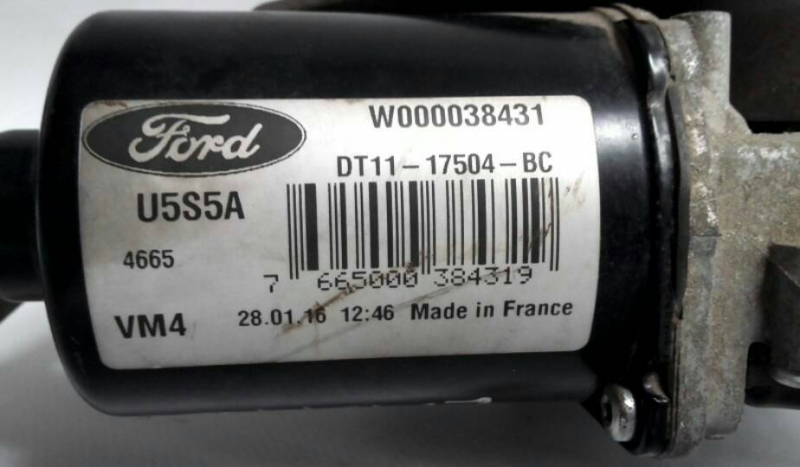 Ford
W000038431
DT11-17504-BC
U5S5A
4665
7 665000 384319
VM4
28.01.16 12:46 Made in France